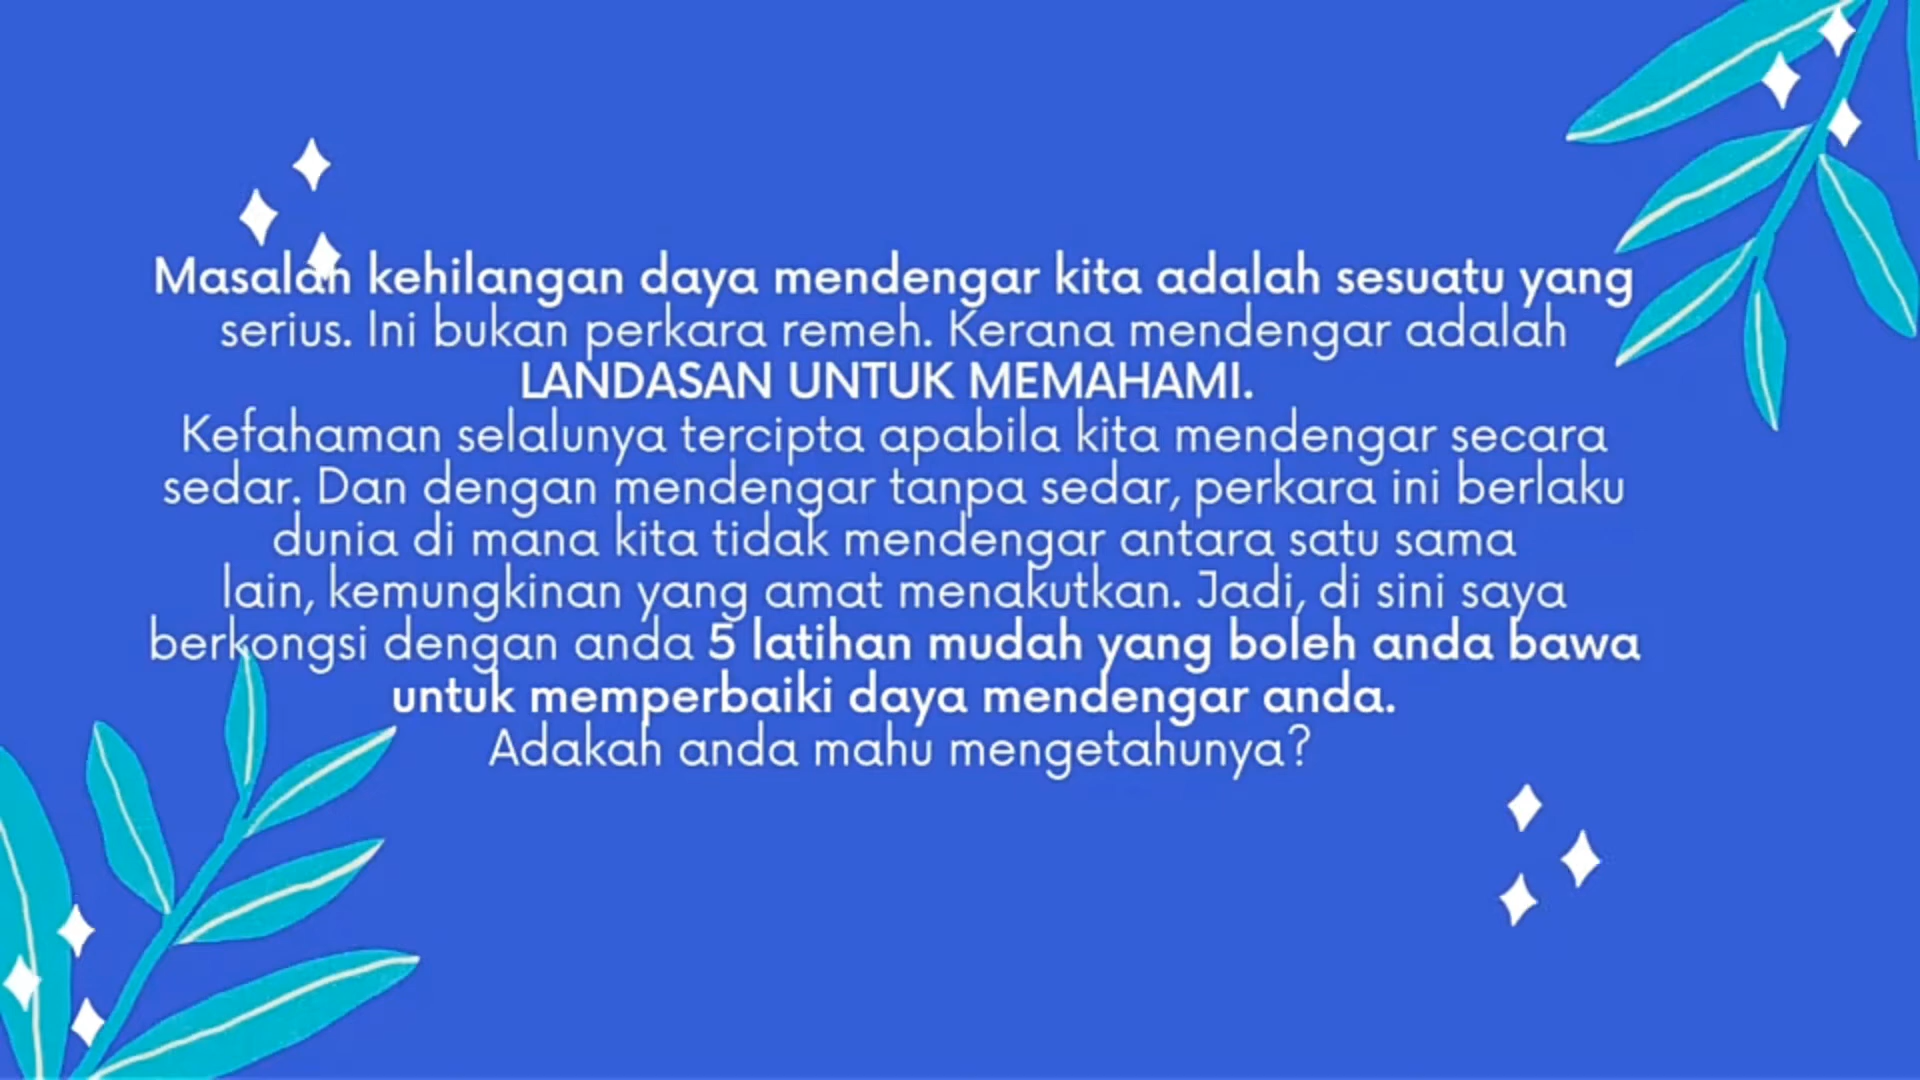 Masalah kehilangan daya mendengar kita adalah sesuatu yang
serius. Ini bukan perkara remeh. Kerana mendengar adalah
LANDASAN UNTUK MEMAHAMI.
Kefahaman selalunya tercipta apabila kita mendengar secara
sedar. Dan dengan mendengar tanpa sedar, perkara ini berlaku
dunia di mana kita tidak mendengar antara satu sama
lain, kemungkinan yang amat menakutkan. Jadi, di sini saya
berkongsi dengan anda 5 latihan mudah yang boleh anda bawa
untuk memperbaiki daya mendengar anda.
Adakah anda mahu mengetahunya?